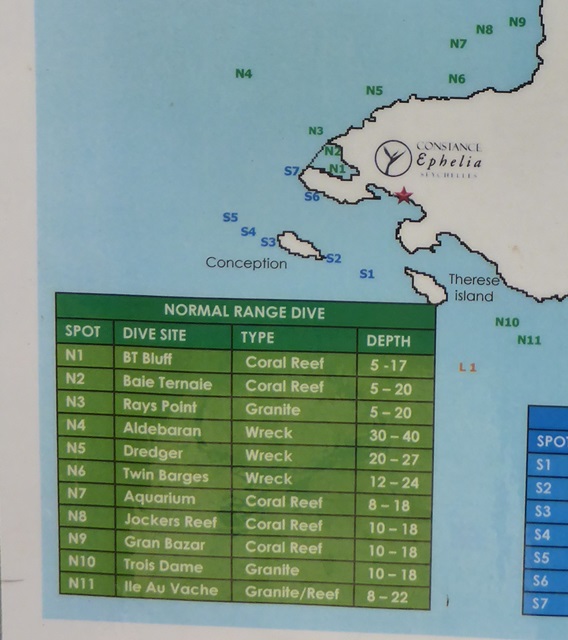 N9
N8
N7
N4
N6
N5
N3
N2
N1
CONSTANCE
Ephelia
SEYCHELLES
S7
S6
S5
S4
S3
S2
S1
Conception
Therese
island
N10
N11
L1
NORMAL RANGE DIVE
SPOT DIVE SITE TYPE DEPTH
N1 BT Bluff Coral Reef 5 -17
N2 Baie Ternaie Coral Reef 5 – 20
N3 Rays Point Granite 5 – 20
N4 Aldebaran Wreck 30 – 40
N5 Dredger Wreck 20 – 27
N6 Twin Barges Wreck 12 – 24
N7 Aquarium Coral Reef 8 – 18
N8 Jockers Reef Coral Reef 10 – 18
N9 Gran Bazar Coral Reef 10 – 18
N10 Trois Dame Granite 10 – 18
N11 Ile Au Vache Granite/Reef 8 – 22
SPO
S1
S2
S3
S4
S5
S6
S7